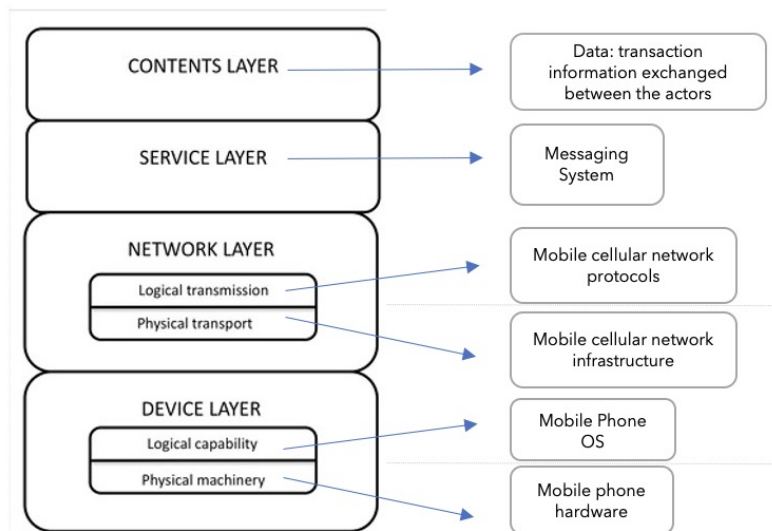 CONTENTS LAYER
Data: transaction
information exchanged
between the actors
SERVICE LAYER
Messaging
System
NETWORK LAYER
Logical transmission
Physical transport
Mobile cellular network
protocols
Mobile cellular network
infrastructure
DEVICE LAYER
Logical capability
Physical machinery
Mobile Phone
OS
Mobile phone
hardware